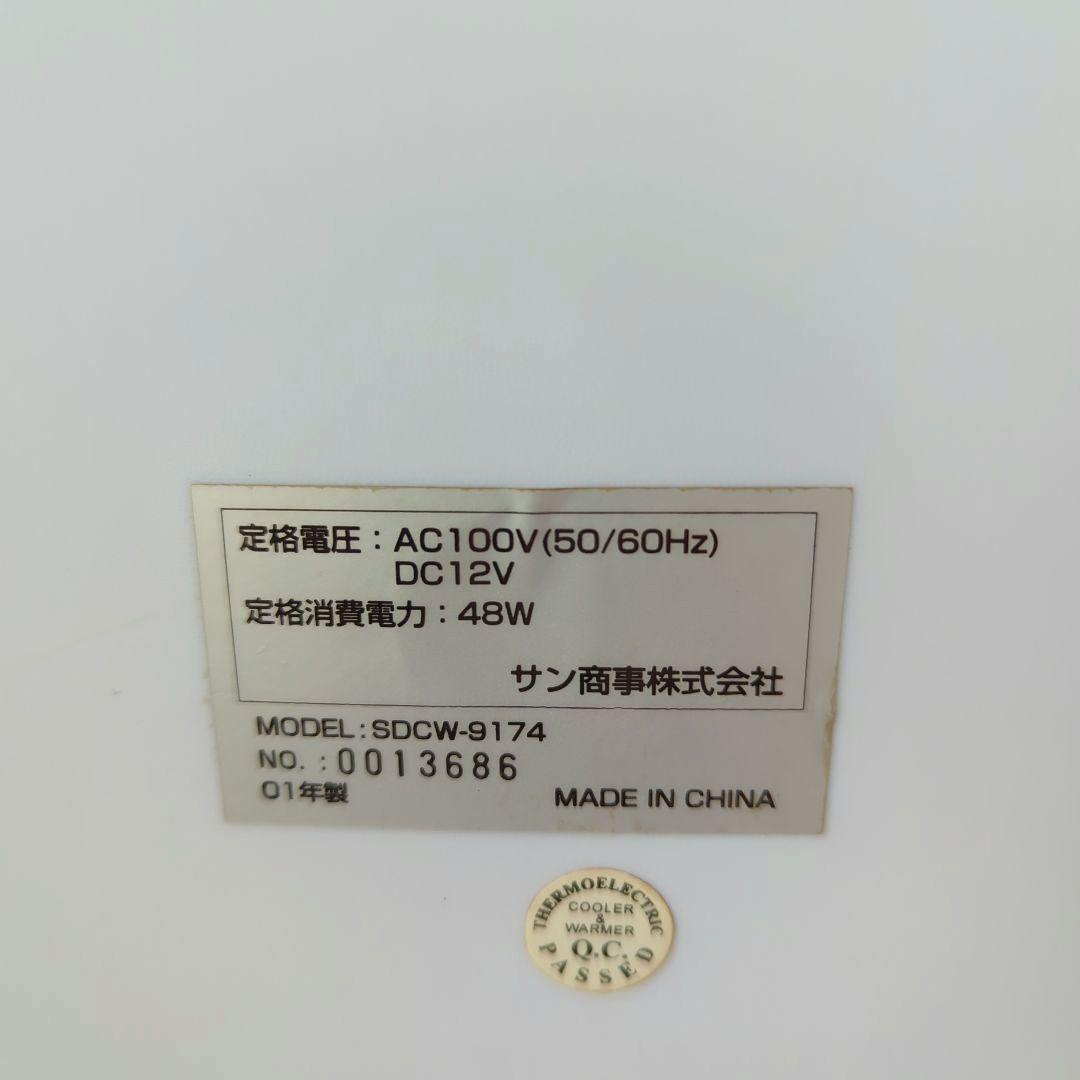 定格電圧：AC100V(50/60Hz)
DC12V
定格消費電力：48W
サン商事株式会社
MODEL:SDCW-9174
NO. :0013686
01年製
MADE IN CHINA
THERMOELECTRIC
COOLER
&
WARMER
Q.C.
PASSED